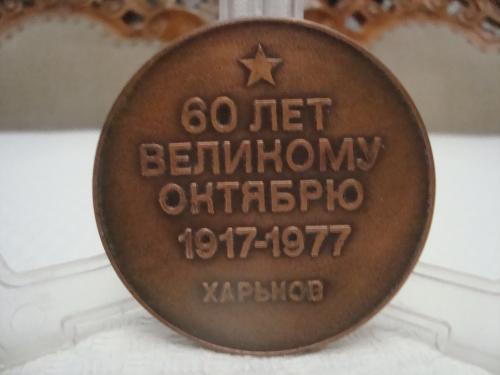 60 ЛЕТ
ВЕЛИКОМУ
ОКТЯБРЮ
1917-1977
ХАРЬКОВ